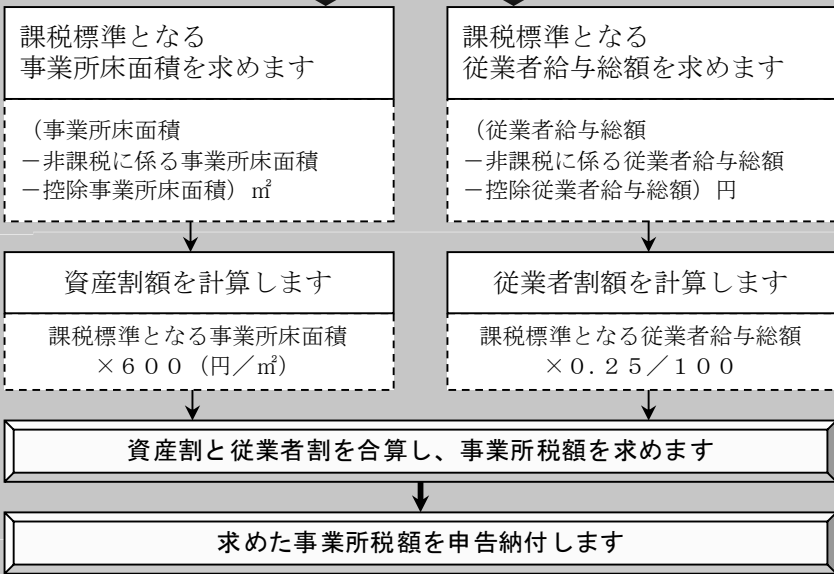 課税標準となる
事業所床面積を求めます
（事業所床面積
－非課税に係る事業所床面積
－控除事業所床面積）㎡
資産割額を計算します
課税標準となる事業所床面積
×６００（円／㎡）
課税標準となる
従業者給与総額を求めます
（従業者給与総額
－非課税に係る従業者給与総額
－控除従業者給与総額）円
従業者割額を計算します
課税標準となる従業者給与総額
×０.２５／１００
資産割と従業者割を合算し、事業所税額を求めます
求めた事業所税額を申告納付します